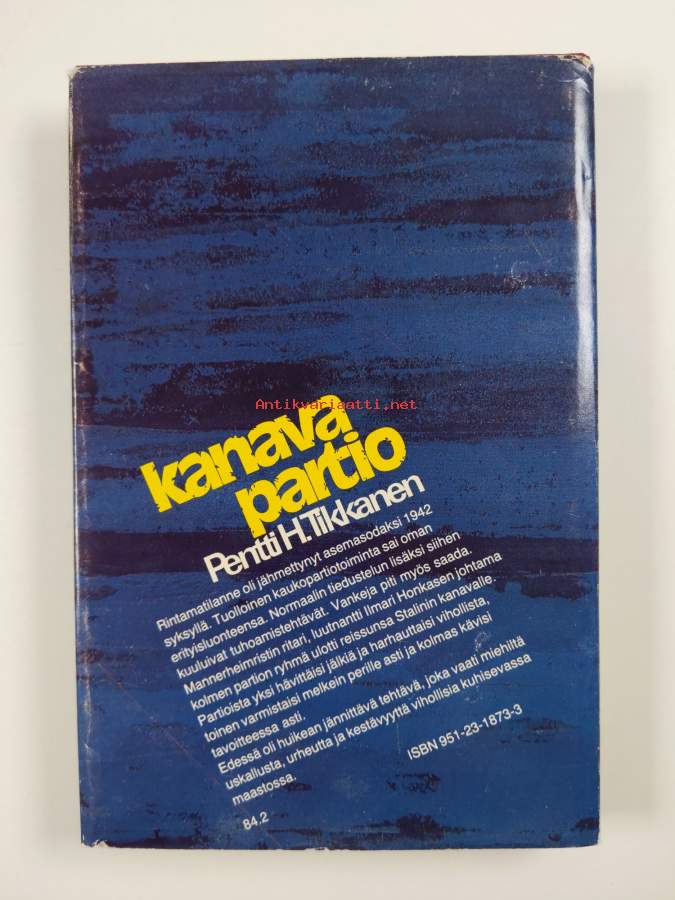 Antikvariaatti.net
kanava
partio
Pentti H. Tikkanen
Rintamatilanne oli jähmettynyt asemasodaksi 1942
syksyllä. Tuolloinen kaukopartiotoiminta sai oman
erityisluonteensa. Normaalin tiedustelun lisäksi siihen
kuuluivat tuhoamistehtävät. Vankeja piti myös saada.
Mannerheimristin ritari, luutnantti Ilmari Honkasen johtama
kolmen partion ryhmä ulotti reissunsa Stalinin kanavalle.
Partioista yksi hävittäisi jälkiä ja harhauttaisi vihollista,
toinen varmistaisi melkein perille asti ja kolmas kävisi
tavoitteessa asti.
Edessä oli huikean jännittävä tehtävä, joka vaati miehiltä
uskallusta, urheutta ja kestävyyttä vihollisia kuhisevassa
maastossa.
84.2
ISBN 951-23-1873-3